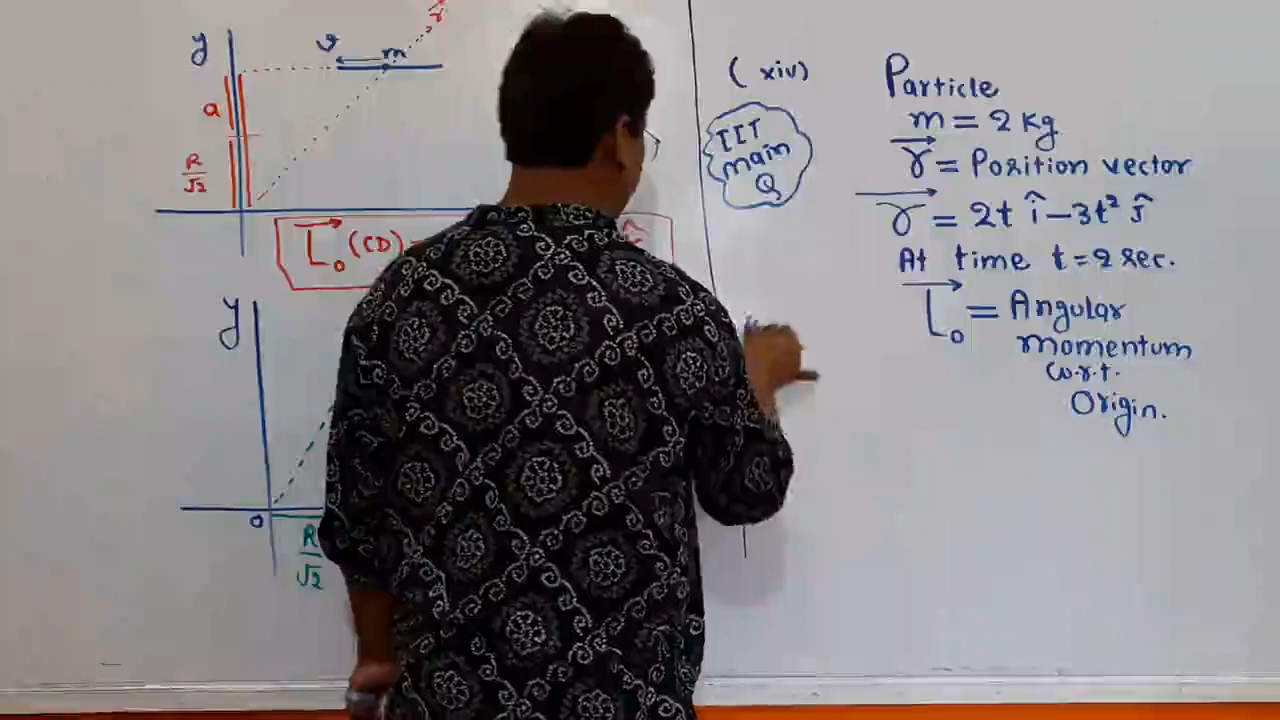 y
v m r
a
R/√2
L₀ (CD) =
y
O
R/√2
(xiv)
IIT
main
Q
Particle
m = 2 kg
r = Position vector
r = 2t î − 3t² ĵ
At time t = 2 sec.
L₀ = Angular
momentum
w.r.t.
Origin.